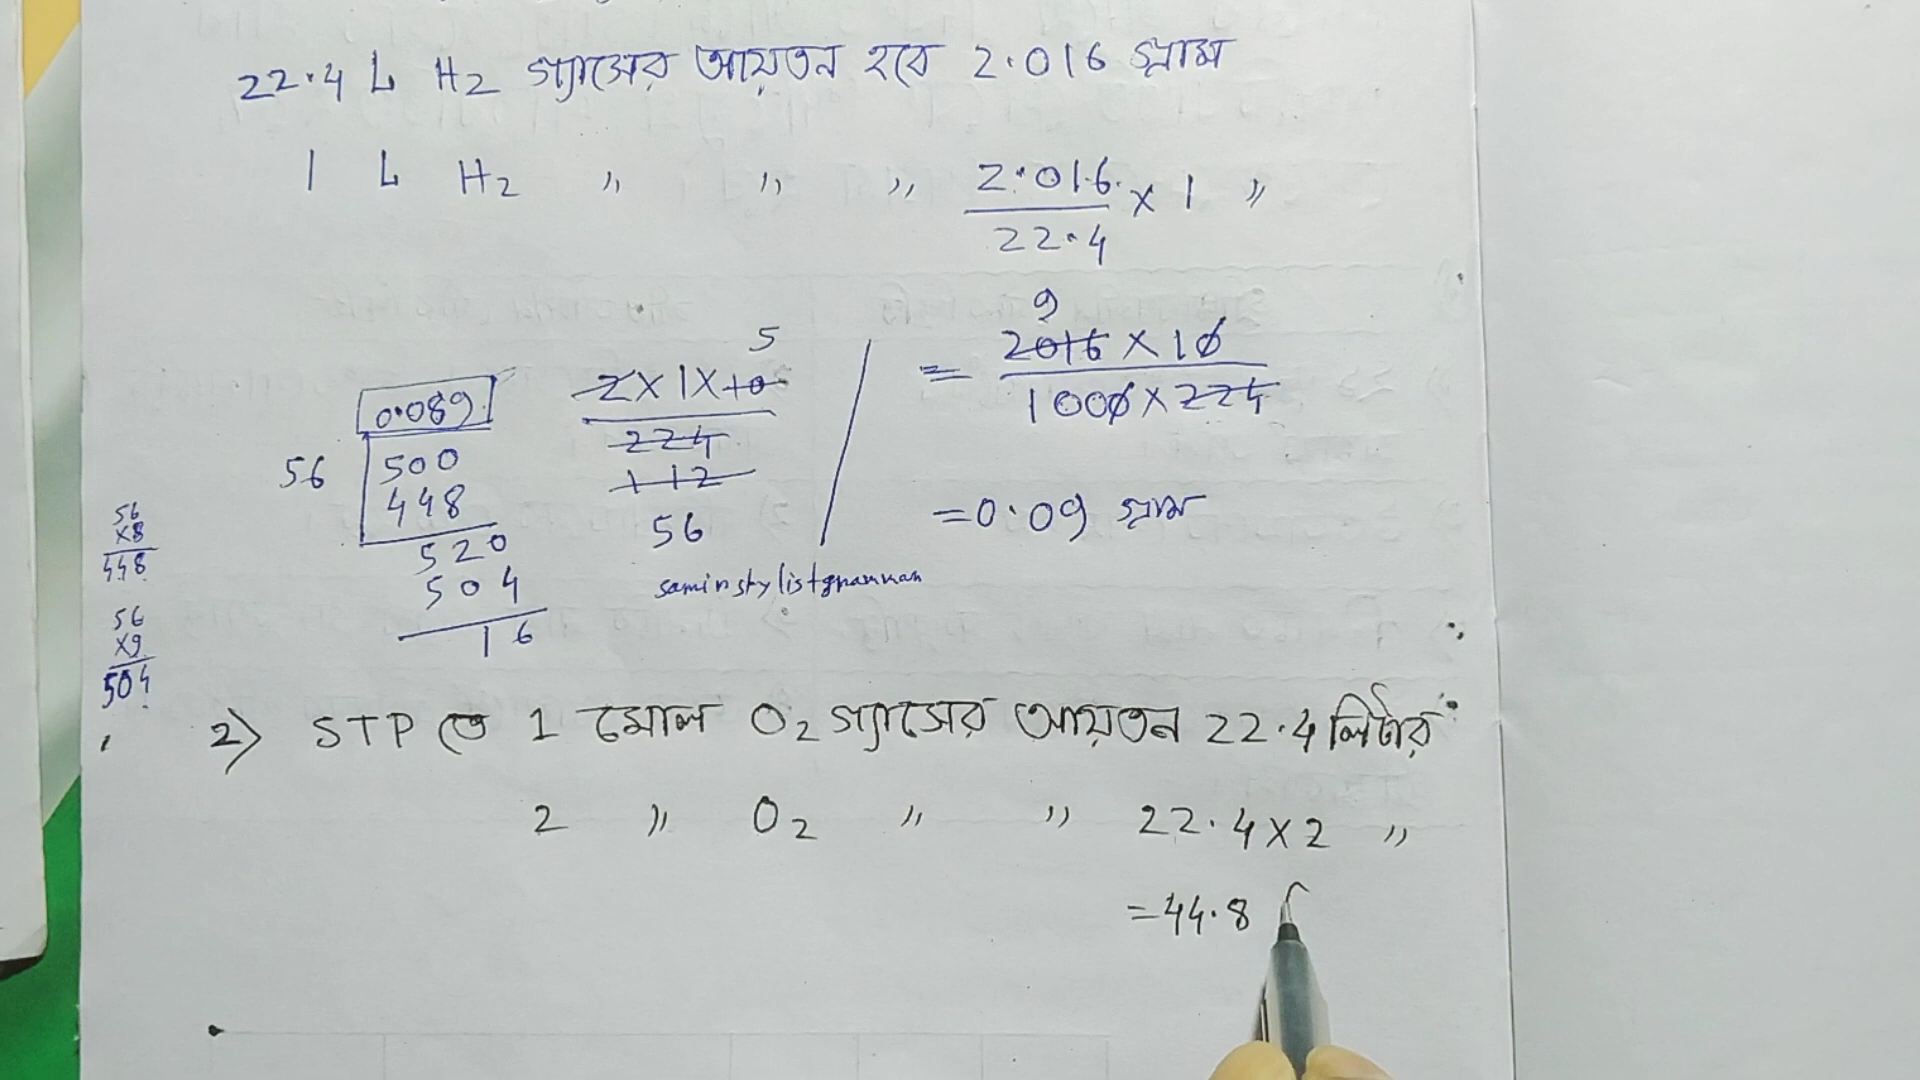 22.4 L H2 গ্যাসের আয়তন হবে 2.016 গ্রাম
1 L H2 ,, ,, ,, 2.016/22.4 × 1 ,,
= 9 2016 × 10 / 1000 × 224
= 0.09 গ্রাম
5
2 × 1 × 10
224
112
56
0.089
56 500
448
520
504
16
56
×8
448
56
×9
504
saminstylistgnannan
2) STP তে 1 মোল O2 গ্যাসের আয়তন 22.4 লিটার
2 ,, O2 ,, ,, 22.4 × 2 ,,
= 44.8